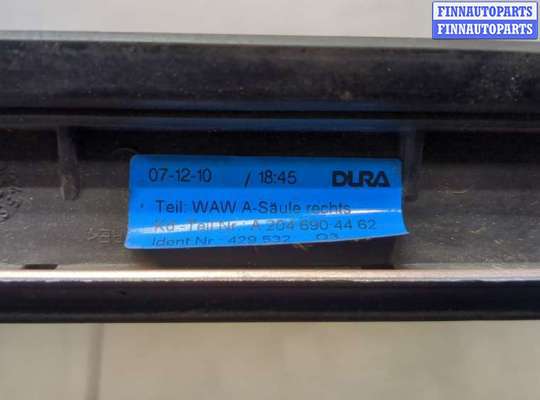 FINNAUTOPARTS
FINNAUTOPARTS
07-12-10 / 18:45 DURA
Teil: WAW A-Säule rechts
Kd.-Teil Nr.: A 204 690 44 62
Ident Nr.: 429 532